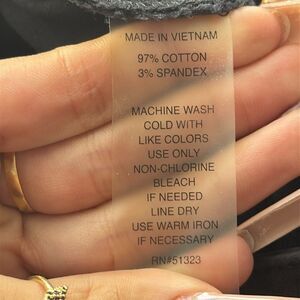 MADE IN VIETNAM
97% COTTON
3% SPANDEX
MACHINE WASH
COLD WITH
LIKE COLORS
USE ONLY
NON-CHLORINE
BLEACH
IF NEEDED
LINE DRY
USE WARM IRON
IF NECESSARY
RN#51323